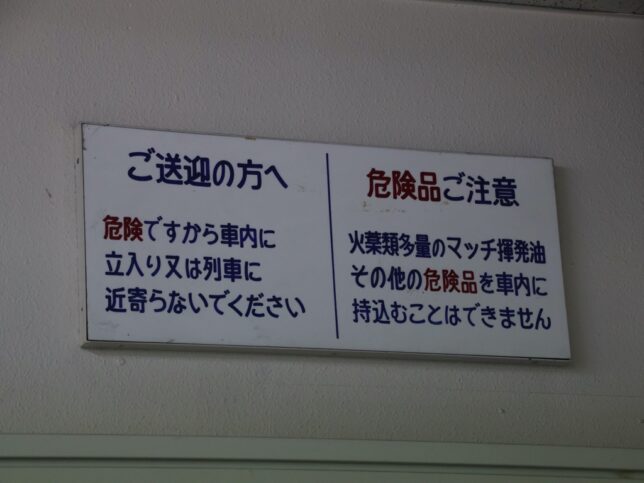 ご送迎の方へ
危険ですから車内に
立入り又は列車に
近寄らないでください
危険品ご注意
火薬類多量のマッチ揮発油
その他の危険品を車内に
持込むことはできません